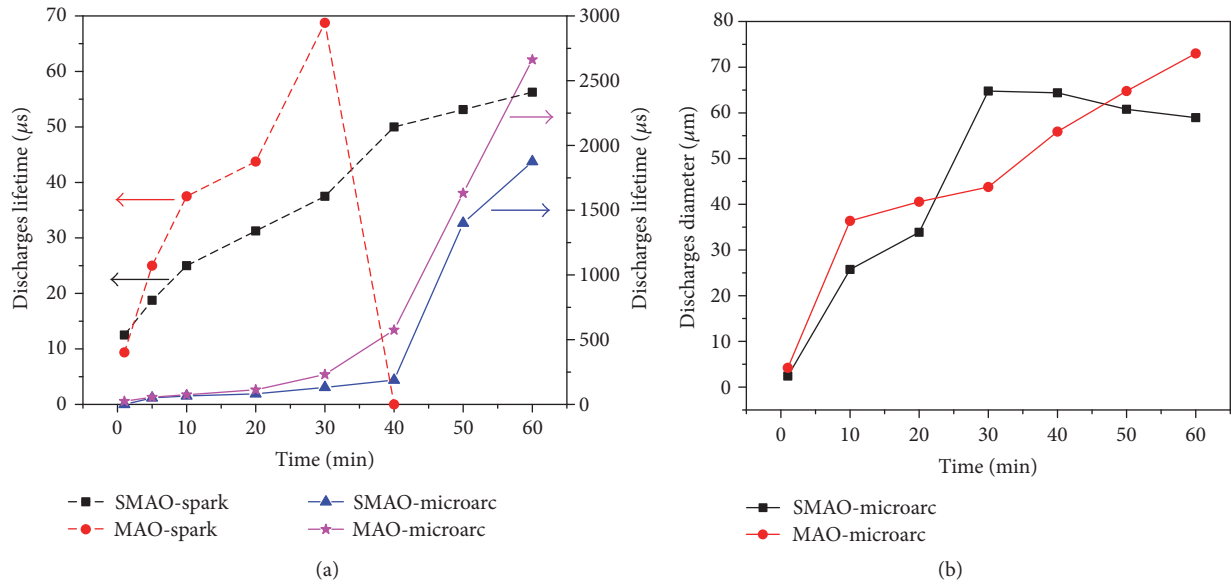 70
60
50
40
30
20
10
0
Discharges lifetime (μs)
3000
2500
2000
1500
1000
500
0
Discharges lifetime (μs)
0 10 20 30 40 50 60
Time (min)
SMAO-spark SMAO-microarc
MAO-spark MAO-microarc
(a)
80
70
60
50
40
30
20
10
0
Discharges diameter (μm)
0 10 20 30 40 50 60
Time (min)
SMAO-microarc
MAO-microarc
(b)